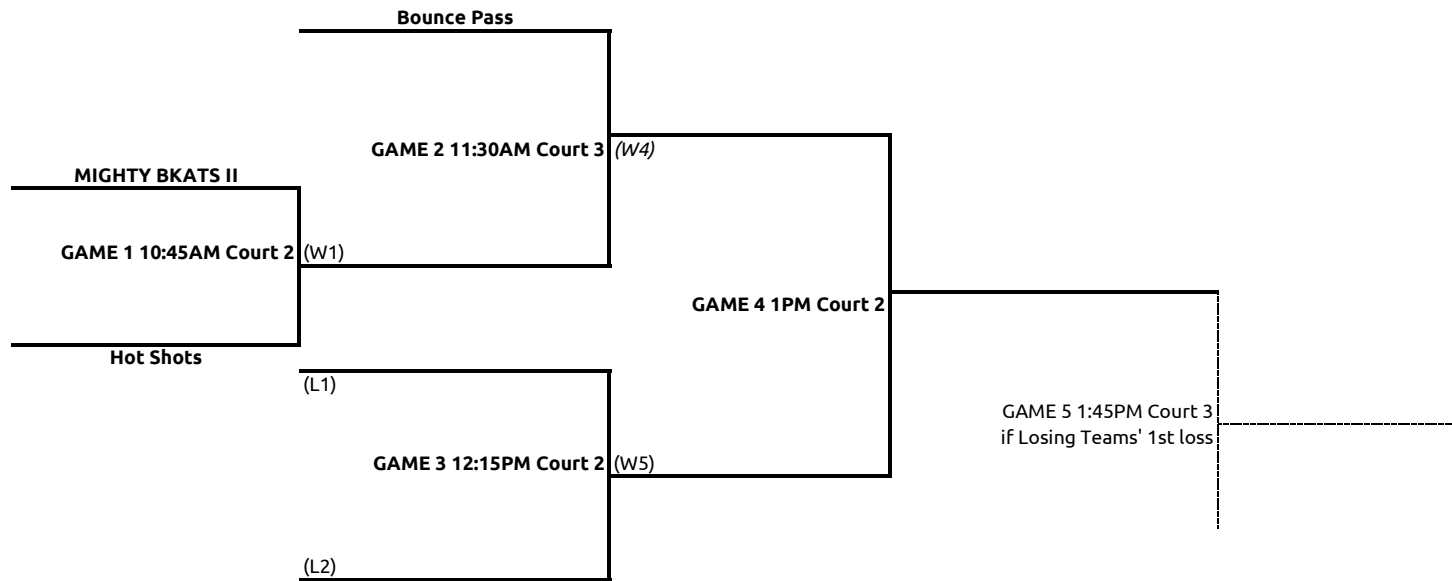 Bounce Pass
GAME 2 11:30AM Court 3 (W4)
MIGHTY BKATS II
GAME 1 10:45AM Court 2 (W1)
GAME 4 1PM Court 2
Hot Shots
(L1)
GAME 5 1:45PM Court 3
if Losing Teams' 1st loss
GAME 3 12:15PM Court 2 (W5)
(L2)